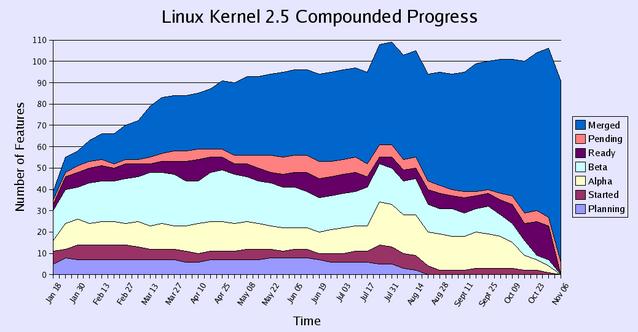 Linux Kernel 2.5 Compounded Progress
Number of Features
110
100
90
80
70
60
50
40
30
20
10
0
Merged
Pending
Ready
Beta
Alpha
Started
Planning
Jan 18
Jan 30
Feb 13
Feb 27
Mar 13
Mar 27
Apr 10
Apr 25
May 08
May 22
Jun 05
Jun 19
Jul 03
Jul 17
Jul 31
Aug 14
Aug 28
Sept 11
Sept 25
Oct 09
Oct 23
Nov 06
Time